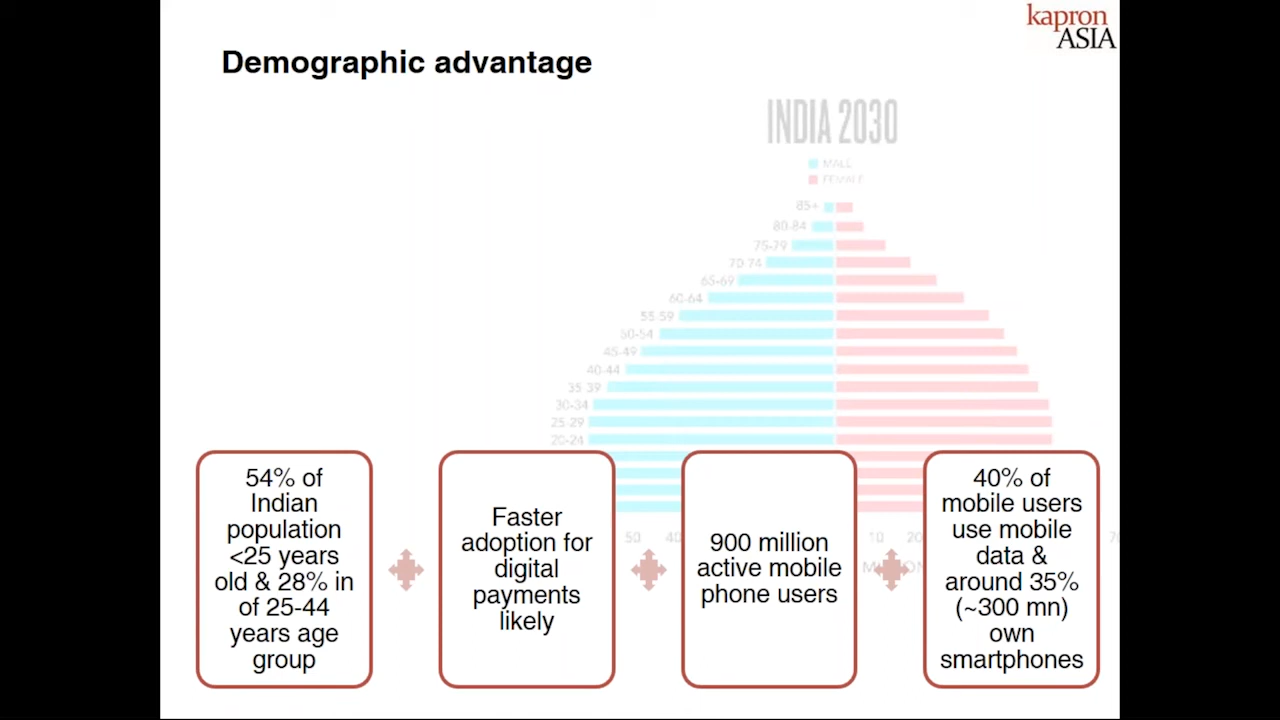 kapron
ASIA
Demographic advantage
INDIA 2030
MALE
FEMALE
85+
80-84
75-79
70-74
65-69
60-64
55-59
50-54
45-49
40-44
35-39
30-34
25-29
20-24
54% of
Indian
population
<25 years
old & 28% in
of 25-44
years age
group
Faster
adoption for
digital
payments
likely
900 million
active mobile
phone users
40% of
mobile users
use mobile
data &
around 35%
(~300 mn)
own
smartphones
50
10